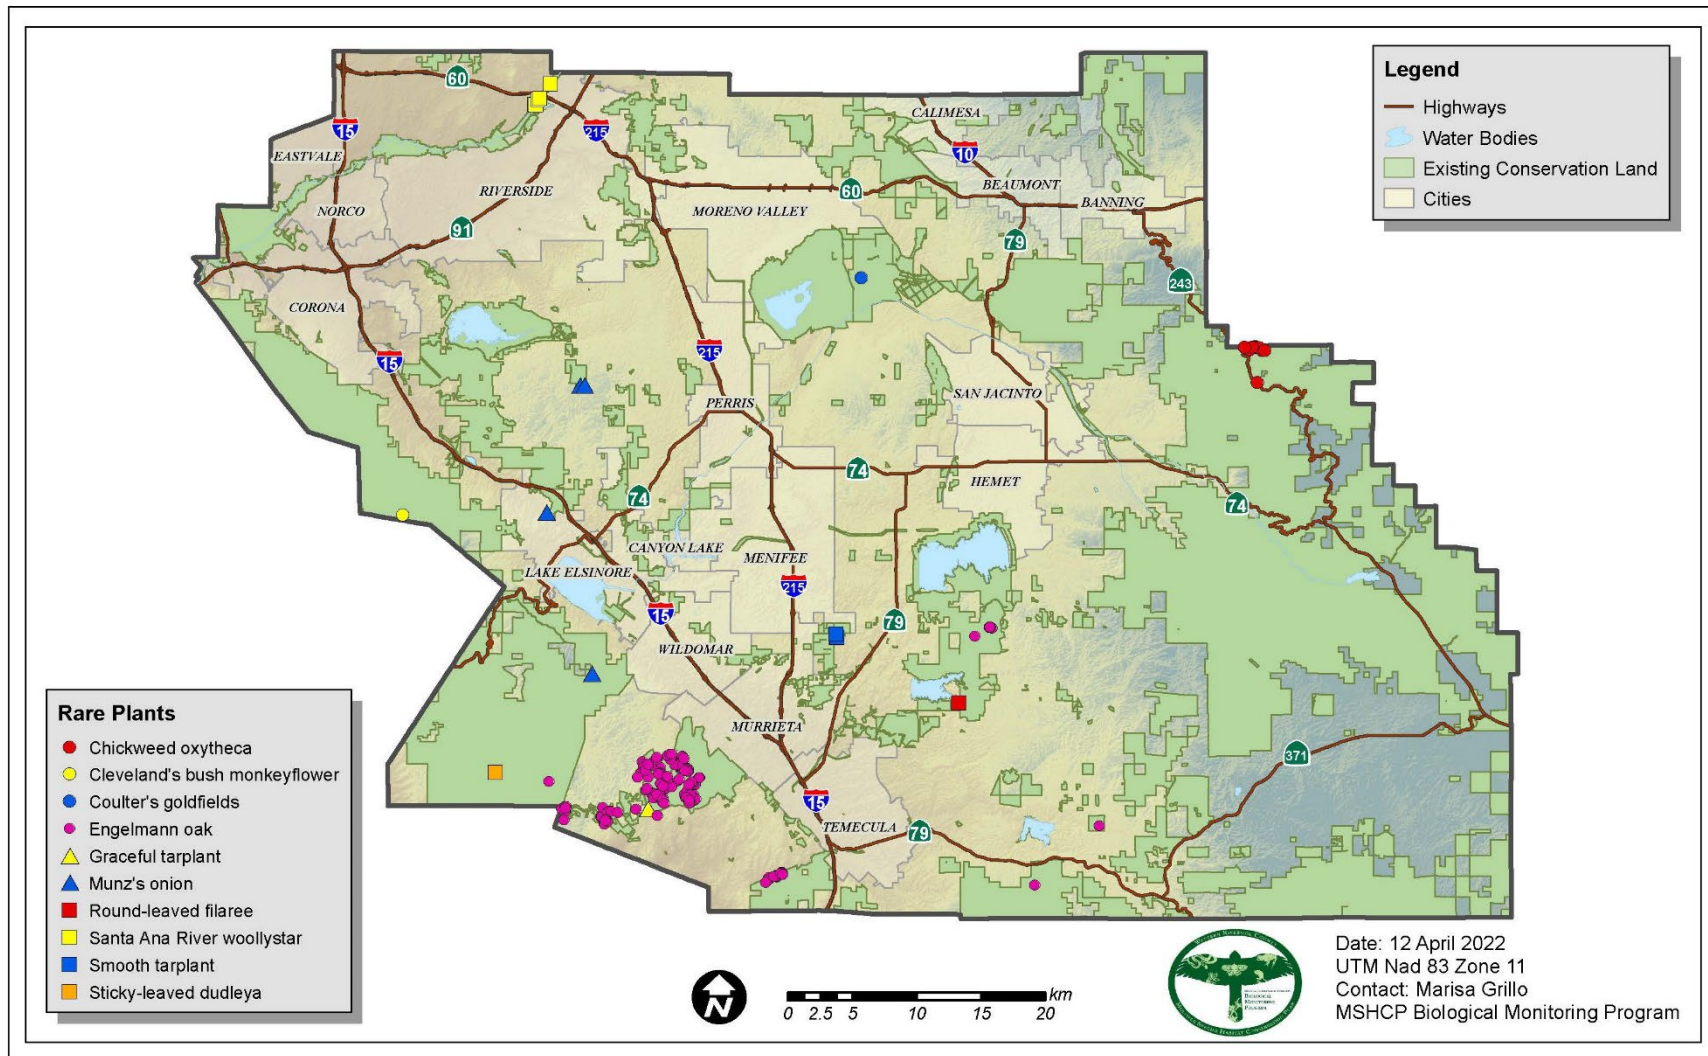 60
15
215
EASTVALE
RIVERSIDE
NORCO
91
CORONA
15
CALIMESA
10
BEAUMONT
60
BANNING
MORENO VALLEY
79
243
215
PERRIS
SAN JACINTO
74
74
HEMET
74
CANYON LAKE
MENIFEE
LAKE ELSINORE
215
15
79
WILDOMAR
MURRIETA
371
15
TEMECULA
79
Legend
Highways
Water Bodies
Existing Conservation Land
Cities
Rare Plants
Chickweed oxytheca
Cleveland's bush monkeyflower
Coulter's goldfields
Engelmann oak
Graceful tarplant
Munz's onion
Round-leaved filaree
Santa Ana River woollystar
Smooth tarplant
Sticky-leaved dudleya
N
km
0 2.5 5 10 15 20
BIOLOGICAL
MONITORING
PROGRAM
Date: 12 April 2022
UTM Nad 83 Zone 11
Contact: Marisa Grillo
MSHCP Biological Monitoring Program